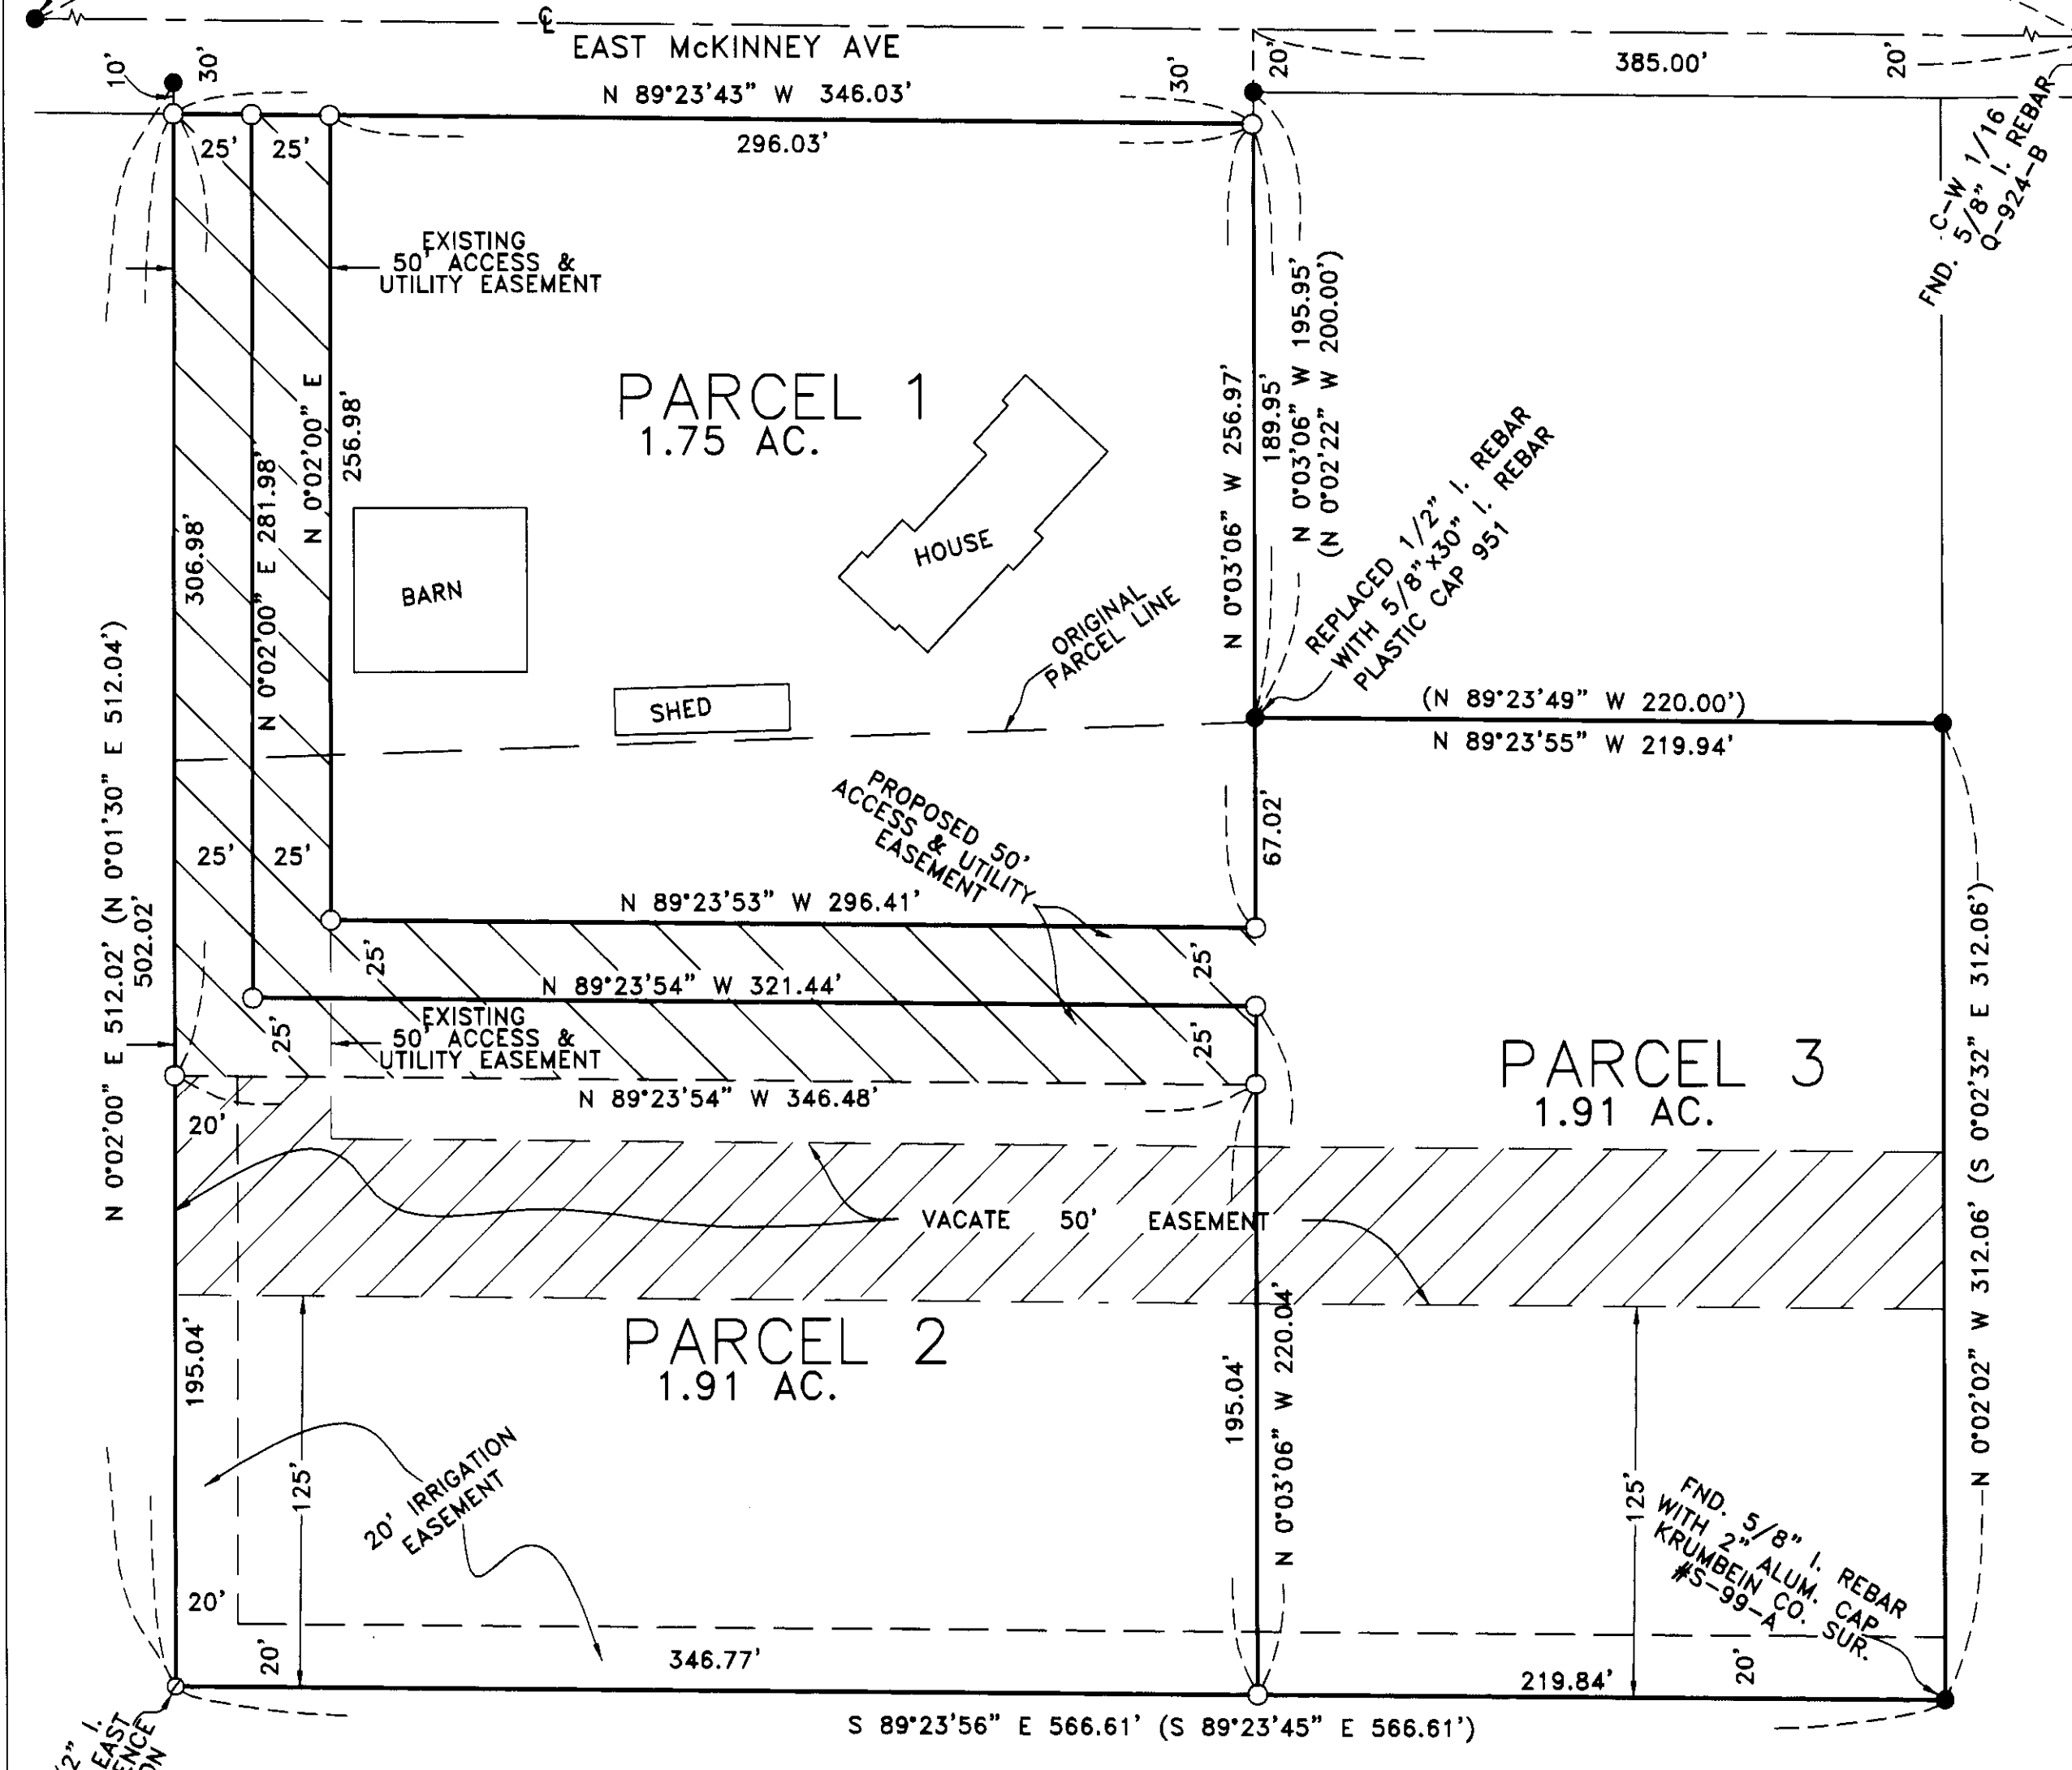 ℄
EAST McKINNEY AVE
10'
30'
N 89°23'43" W 346.03'
30'
20'
385.00'
20'
25'
25'
296.03'
C-W 1/16
FND. 5/8" I. REBAR
Q-924-B
EXISTING
50' ACCESS &
UTILITY EASEMENT
PARCEL 1
1.75 AC.
N 0°02'00" E
256.98'
N 0°03'06" W 256.97'
189.95'
N 0°03'06" W 195.95'
(N 0°02'22" W 200.00')
306.98'
N 0°02'00" E 281.98'
BARN
HOUSE
SHED
ORIGINAL
PARCEL LINE
REPLACED 1/2" I. REBAR
WITH 5/8"x30" I. REBAR
PLASTIC CAP 951
(N 89°23'49" W 220.00')
N 89°23'55" W 219.94'
N 0°02'00" E 512.02' (N 0°01'30" E 512.04')
502.02'
25'
25'
PROPOSED 50'
ACCESS & UTILITY
EASEMENT
67.02'
N 89°23'53" W 296.41'
25'
25'
N 89°23'54" W 321.44'
25'
EXISTING
50' ACCESS &
UTILITY EASEMENT
25'
N 89°23'54" W 346.48'
PARCEL 3
1.91 AC.
20'
VACATE 50' EASEMENT
N 0°02'02" W 312.06' (S 0°02'32" E 312.06')
195.04'
PARCEL 2
1.91 AC.
195.04'
N 0°03'06" W 220.04'
125'
20' IRRIGATION
EASEMENT
125'
FND. 5/8" I. REBAR
WITH 2" ALUM. CAP
KRUMBEIN CO. SUR.
#S-99-A
20'
20'
346.77'
219.84'
20'
S 89°23'56" E 566.61' (S 89°23'45" E 566.61')
EAST